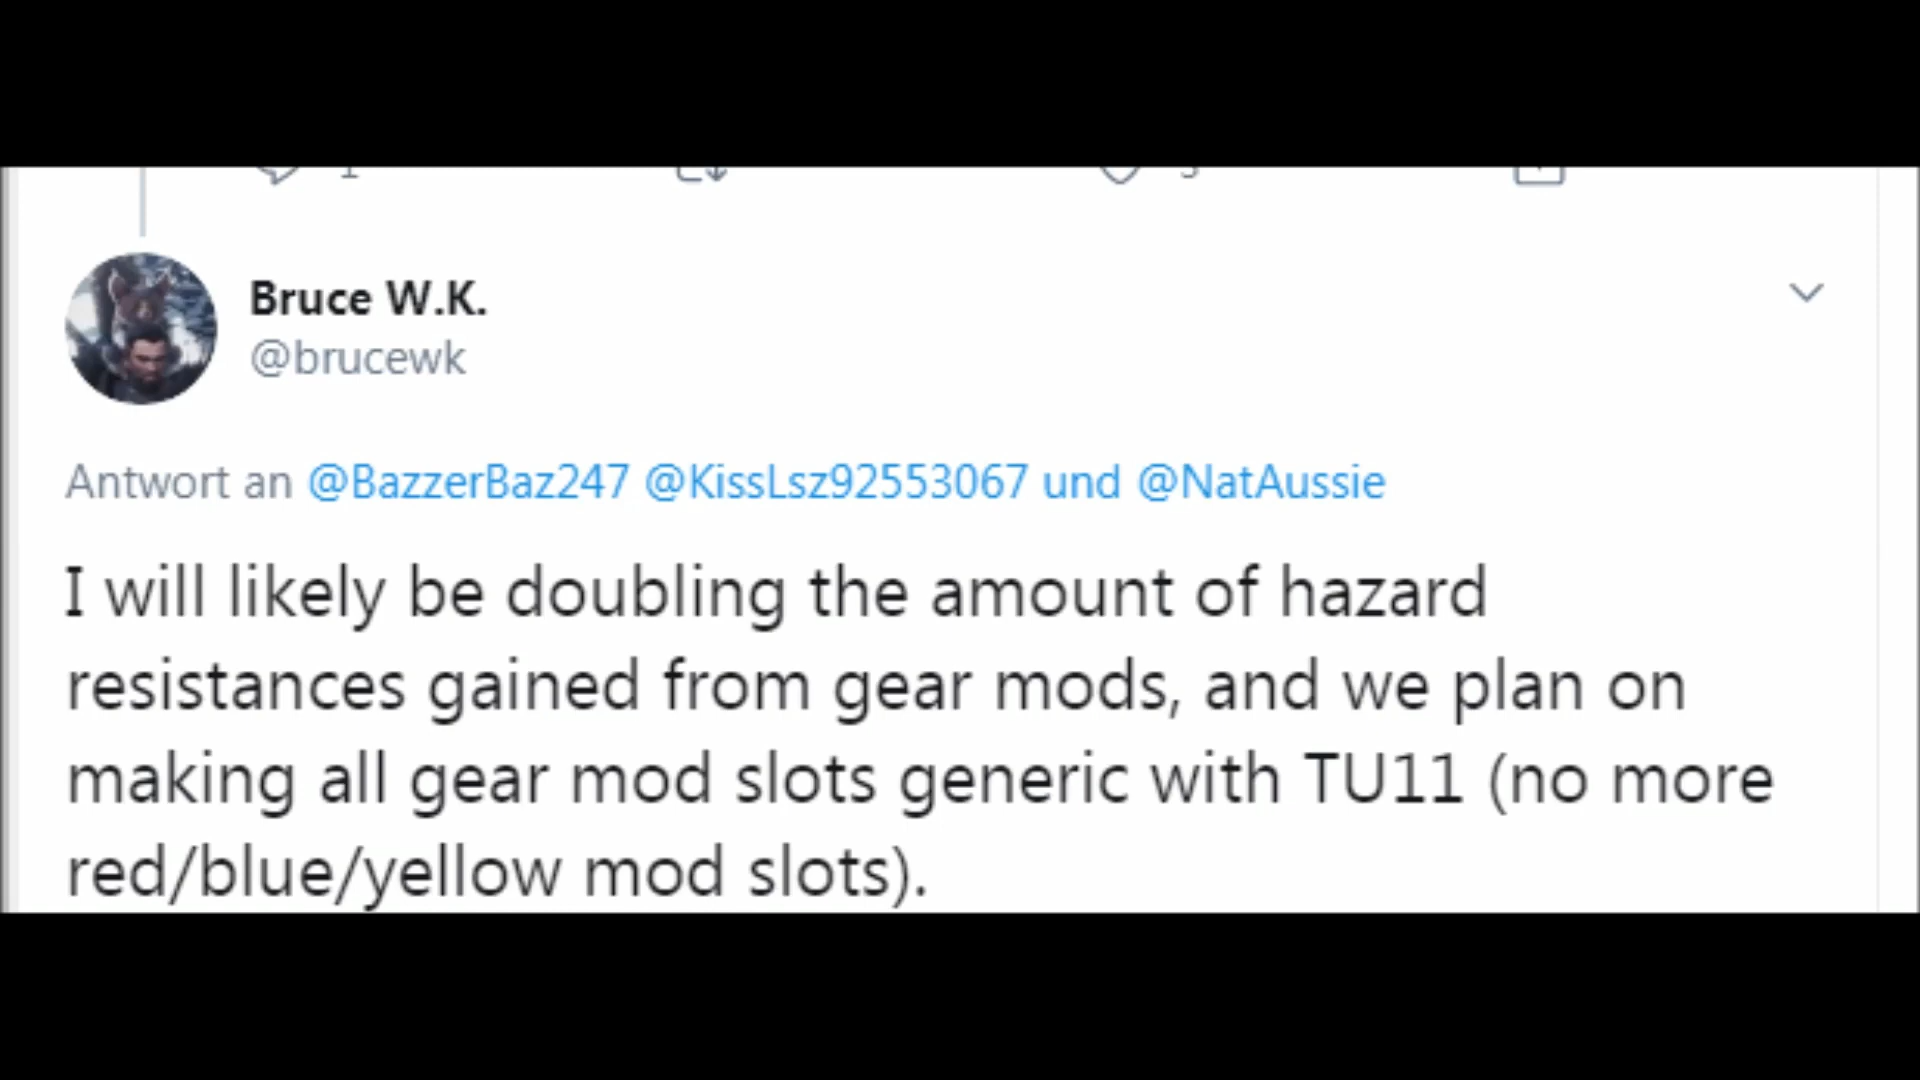 Bruce W.K.
@brucewk
Antwort an @BazzerBaz247 @KissLsz92553067 und @NatAussie
I will likely be doubling the amount of hazard
resistances gained from gear mods, and we plan on
making all gear mod slots generic with TU11 (no more
red/blue/yellow mod slots).